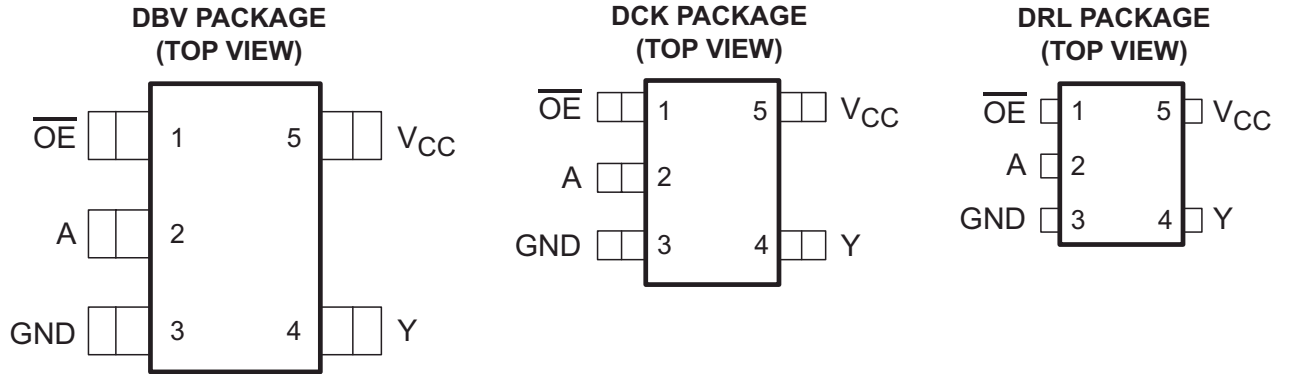 DBV PACKAGE
(TOP VIEW)
OE
1
5
VCC
A
2
GND
3
4
Y
DCK PACKAGE
(TOP VIEW)
OE
1
5
VCC
A
2
GND
3
4
Y
DRL PACKAGE
(TOP VIEW)
OE
1
5
VCC
A
2
GND
3
4
Y